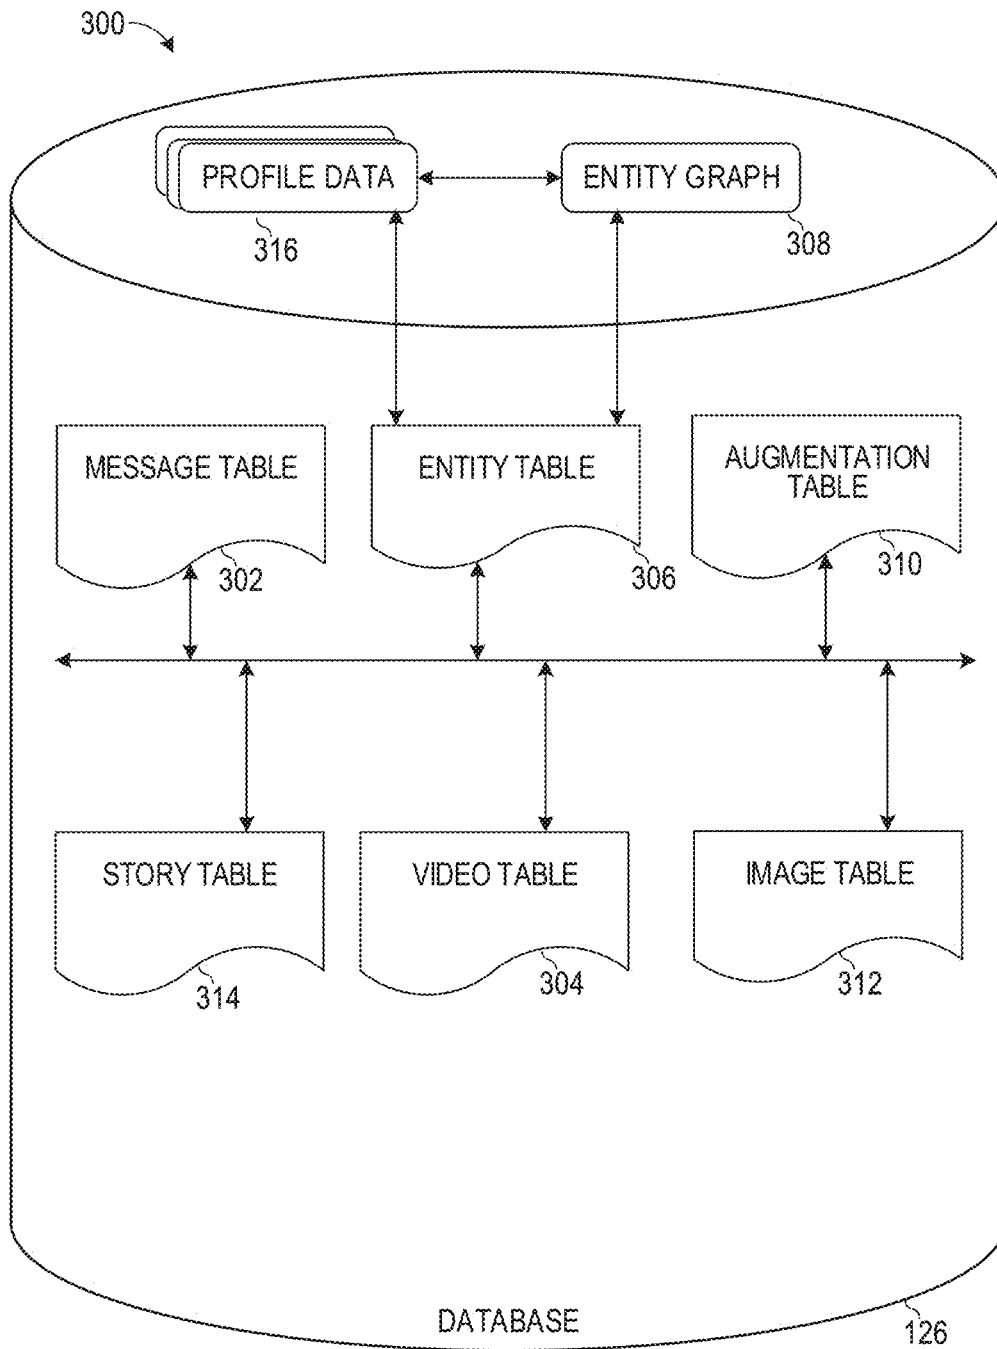 300
PROFILE DATA
ENTITY GRAPH
316
308
MESSAGE TABLE
ENTITY TABLE
AUGMENTATION
TABLE
302
306
310
STORY TABLE
VIDEO TABLE
IMAGE TABLE
314
304
312
DATABASE
126